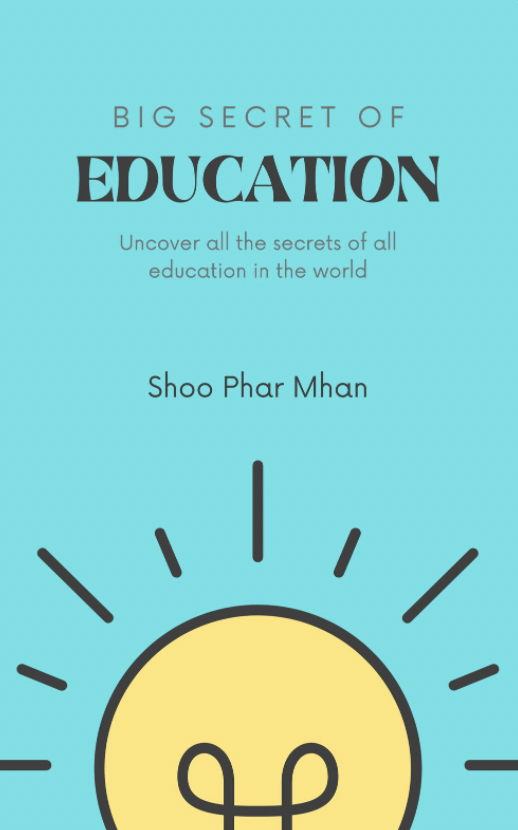 BIG SECRET OF
EDUCATION
Uncover all the secrets of all
education in the world
Shoo Phar Mhan